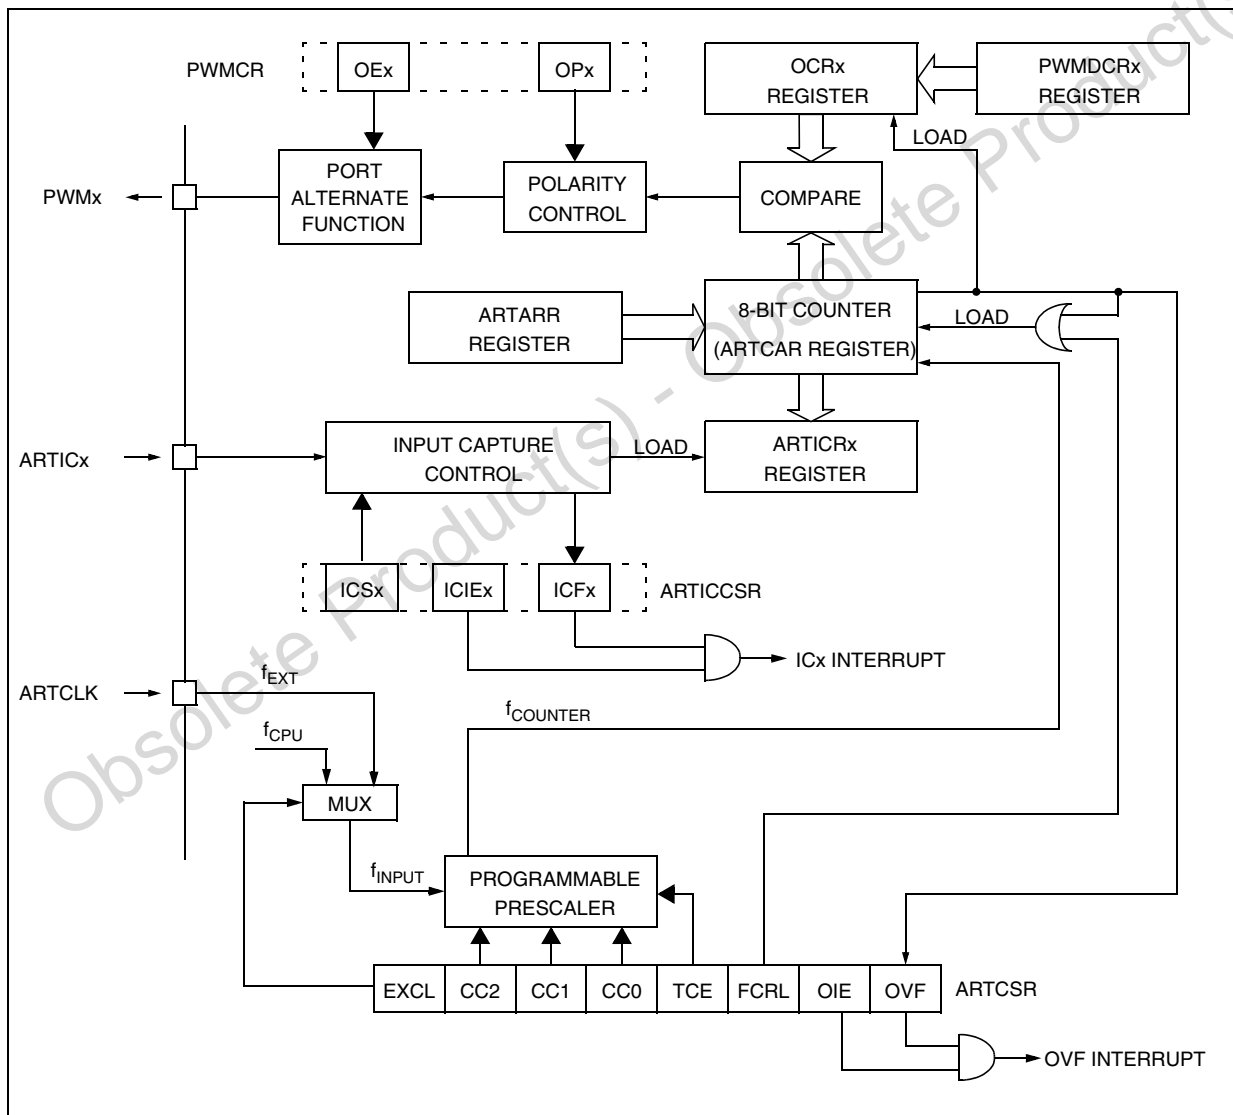 PWMCR
OEx
OPx
OCRx
REGISTER
PWMDCRx
REGISTER
LOAD
PWMx
PORT
ALTERNATE
FUNCTION
POLARITY
CONTROL
COMPARE
ARTARR
REGISTER
8-BIT COUNTER
(ARTCAR REGISTER)
LOAD
ARTICx
INPUT CAPTURE
CONTROL
LOAD
ARTICRx
REGISTER
ICSx
ICIEx
ICFx
ARTICCSR
ICx INTERRUPT
ARTCLK
fEXT
fCPU
fCOUNTER
MUX
fINPUT
PROGRAMMABLE
PRESCALER
EXCL CC2 CC1 CC0 TCE FCRL OIE OVF
ARTCSR
OVF INTERRUPT
Obsolete Product(s) - Obsolete Product(s